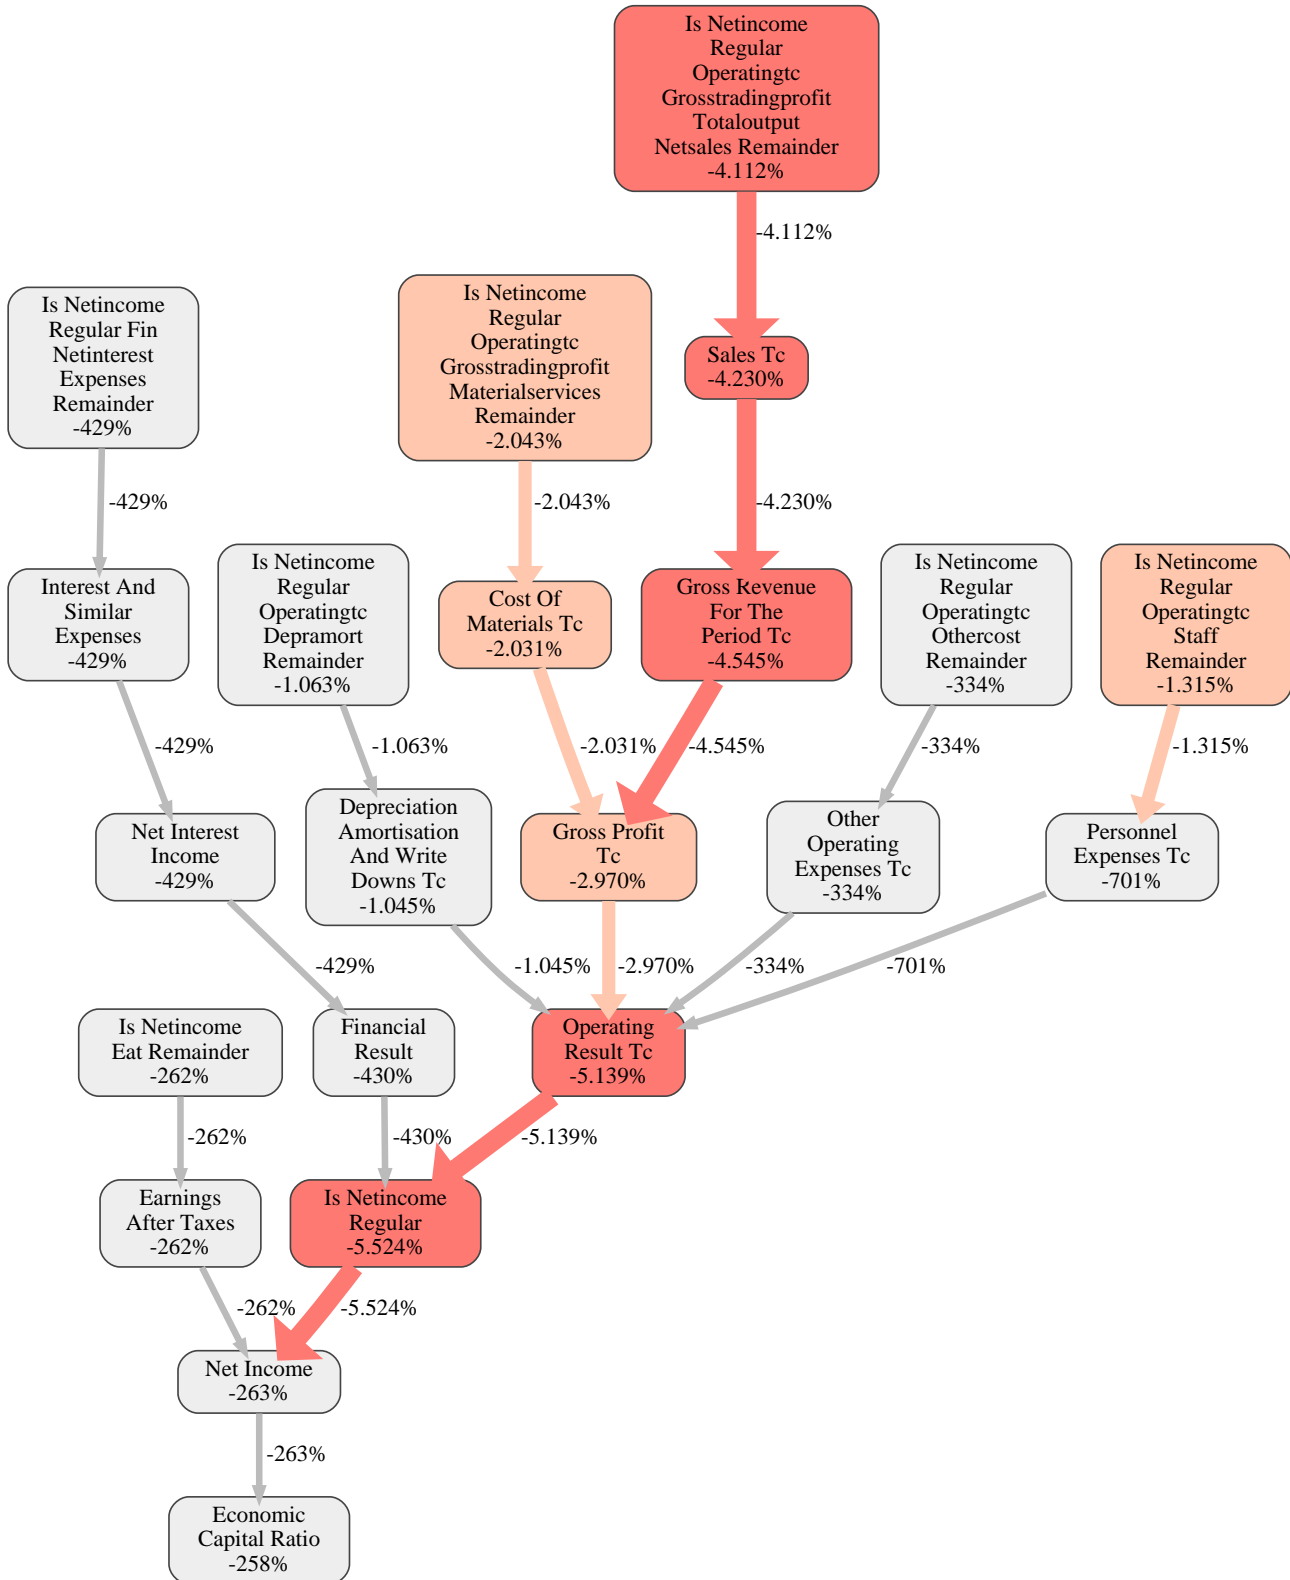 Is Netincome
Regular
Operatingtc
Grosstradingprofit
Totaloutput
Netsales Remainder
-4.112%
-4.112%
Is Netincome
Regular Fin
Netinterest
Expenses
Remainder
-429%
Is Netincome
Regular
Operatingtc
Grosstradingprofit
Materialservices
Remainder
-2.043%
Sales Tc
-4.230%
-429%
-2.043%
-4.230%
Interest And
Similar
Expenses
-429%
Is Netincome
Regular
Operatingtc
Depramort
Remainder
-1.063%
Cost Of
Materials Tc
-2.031%
Gross Revenue
For The
Period Tc
-4.545%
Is Netincome
Regular
Operatingtc
Othercost
Remainder
-334%
Is Netincome
Regular
Operatingtc
Staff
Remainder
-1.315%
-429%
-1.063%
-2.031%
-4.545%
-334%
-1.315%
Net Interest
Income
-429%
Depreciation
Amortisation
And Write
Downs Tc
-1.045%
Gross Profit
Tc
-2.970%
Other
Operating
Expenses Tc
-334%
Personnel
Expenses Tc
-701%
-429%
-1.045%
-2.970%
-334%
-701%
Is Netincome
Eat Remainder
-262%
Financial
Result
-430%
Operating
Result Tc
-5.139%
-262%
-430%
-5.139%
Earnings
After Taxes
-262%
Is Netincome
Regular
-5.524%
-262%
-5.524%
Net Income
-263%
-263%
Economic
Capital Ratio
-258%